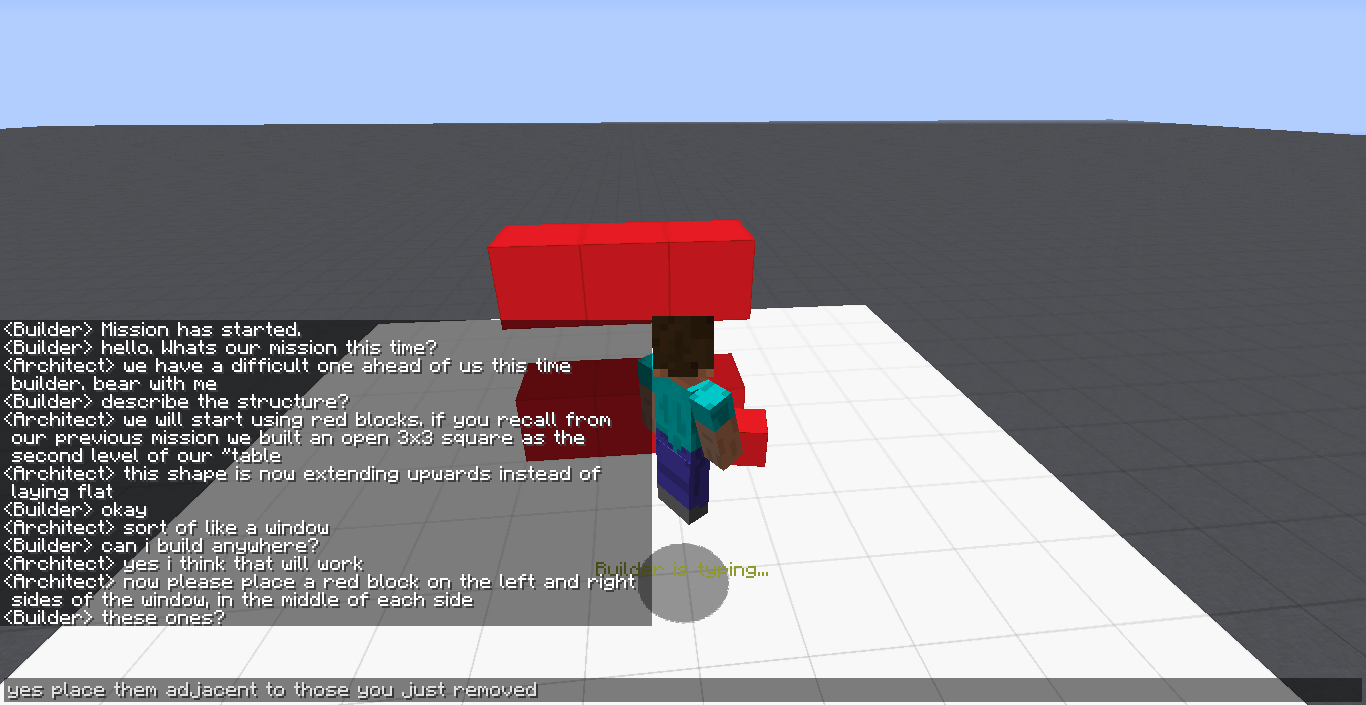 <Builder> Mission has started.
<Builder> hello. Whats our mission this time?
<Architect> we have a difficult one ahead of us this time
builder. bear with me
<Builder> describe the structure?
<Architect> we will start using red blocks, if you recall from
our previous mission we built an open 3x3 square as the
second level of our "table
<Architect> this shape is now extending upwards instead of
laying flat
<Builder> okay
<Architect> sort of like a window
<Builder> can i build anywhere?
<Architect> yes i think that will work
<Architect> now please place a red block on the left and right
sides of the window, in the middle of each side
<Builder> these ones?
Builder is typing...
yes place them adjacent to those you just removed